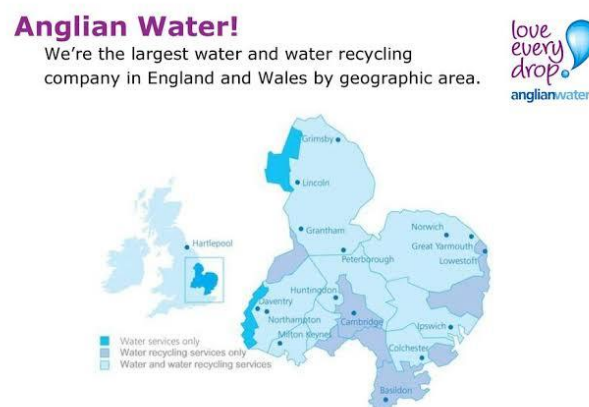 Anglian Water!
We're the largest water and water recycling
company in England and Wales by geographic area.
love
every
drop
anglianwater
Grimsby
Lincoln
Grantham
Norwich
Great Yarmouth
Lowestoft
Peterborough
Hartlepool
Huntingdon
Daventry
Northampton
Cambridge
Milton Keynes
Ipswich
Colchester
Basildon
Water services only
Water recycling services only
Water and water recycling services